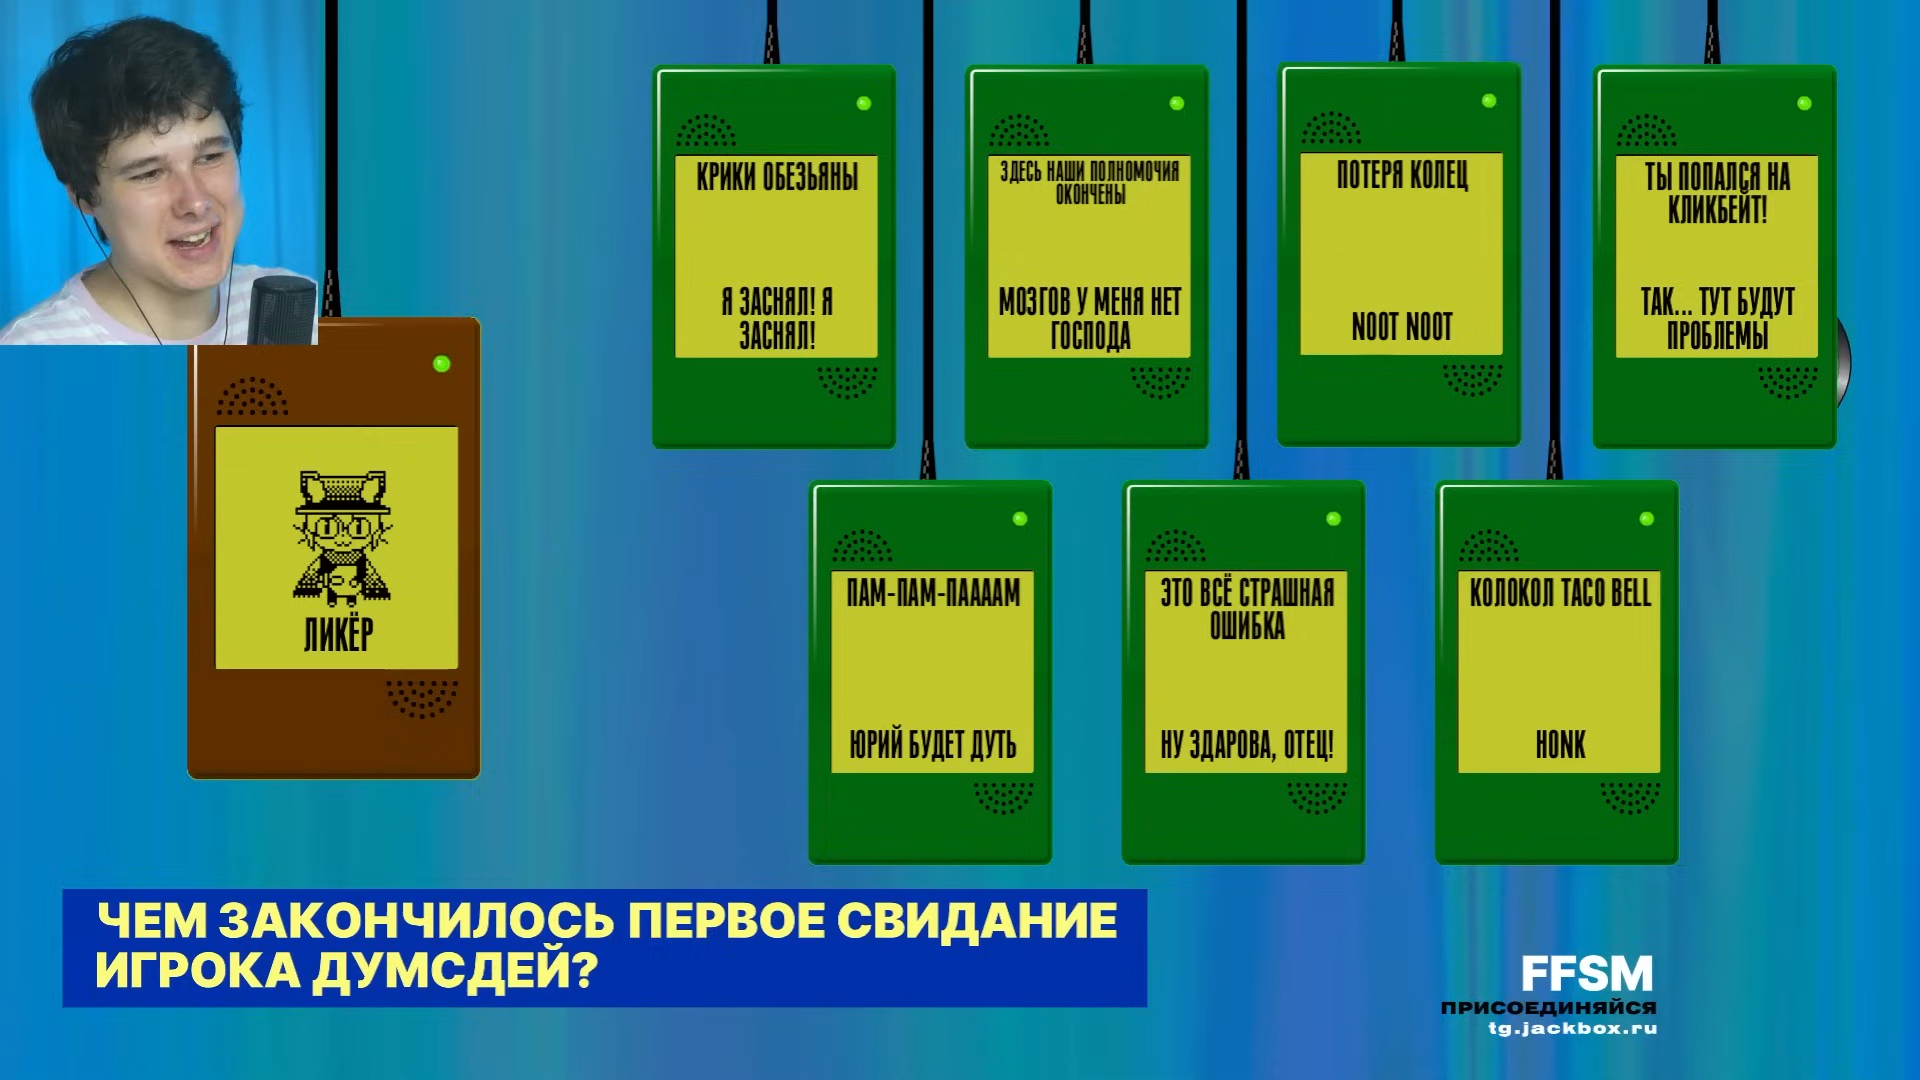 КРИКИ ОБЕЗЬЯНЫ
Я ЗАСНЯЛ! Я
ЗАСНЯЛ!
ЗДЕСЬ НАШИ ПОЛНОМОЧИЯ
ОКОНЧЕНЫ
МОЗГОВ У МЕНЯ НЕТ
ГОСПОДА
ПОТЕРЯ КОЛЕЦ
NOOT NOOT
ТЫ ПОПАЛСЯ НА
КЛИКБЕЙТ!
ТАК... ТУТ БУДУТ
ПРОБЛЕМЫ
ЛИКЁР
ПАМ-ПАМ-ПААААМ
ЮРИЙ БУДЕТ ДУТЬ
ЭТО ВСЁ СТРАШНАЯ
ОШИБКА
НУ ЗДАРОВА, ОТЕЦ!
КОЛОКОЛ TACO BELL
HONK
ЧЕМ ЗАКОНЧИЛОСЬ ПЕРВОЕ СВИДАНИЕ
ИГРОКА ДУМСДЕЙ?
FFSM
ПРИСОЕДИНЯЙСЯ
tg.jackbox.ru